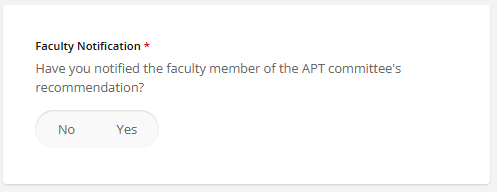 Faculty Notification *
Have you notified the faculty member of the APT committee's
recommendation?
No Yes